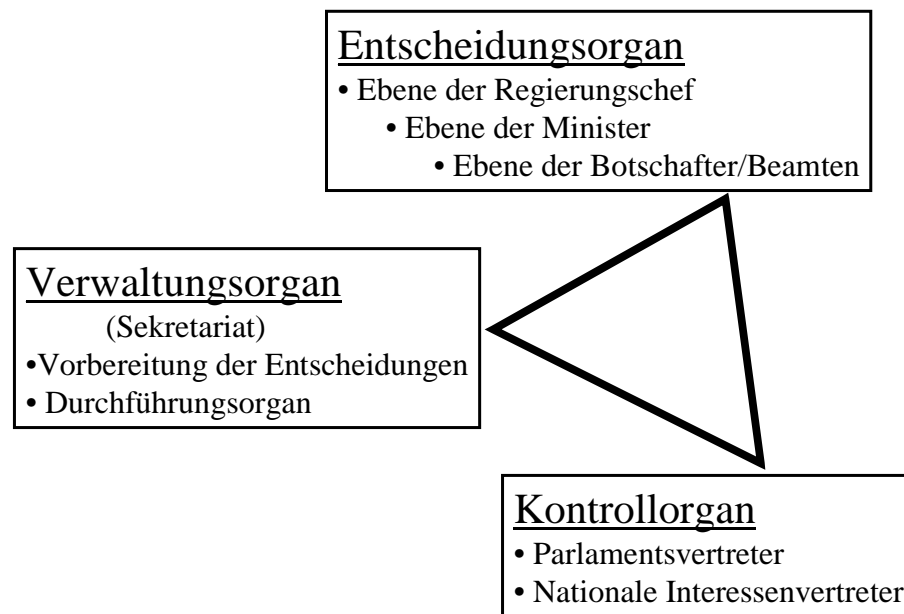 Entscheidungsorgan
• Ebene der Regierungschef
• Ebene der Minister
• Ebene der Botschafter/Beamten
Verwaltungsorgan
(Sekretariat)
•Vorbereitung der Entscheidungen
• Durchführungsorgan
Kontrollorgan
• Parlamentsvertreter
• Nationale Interessenvertreter